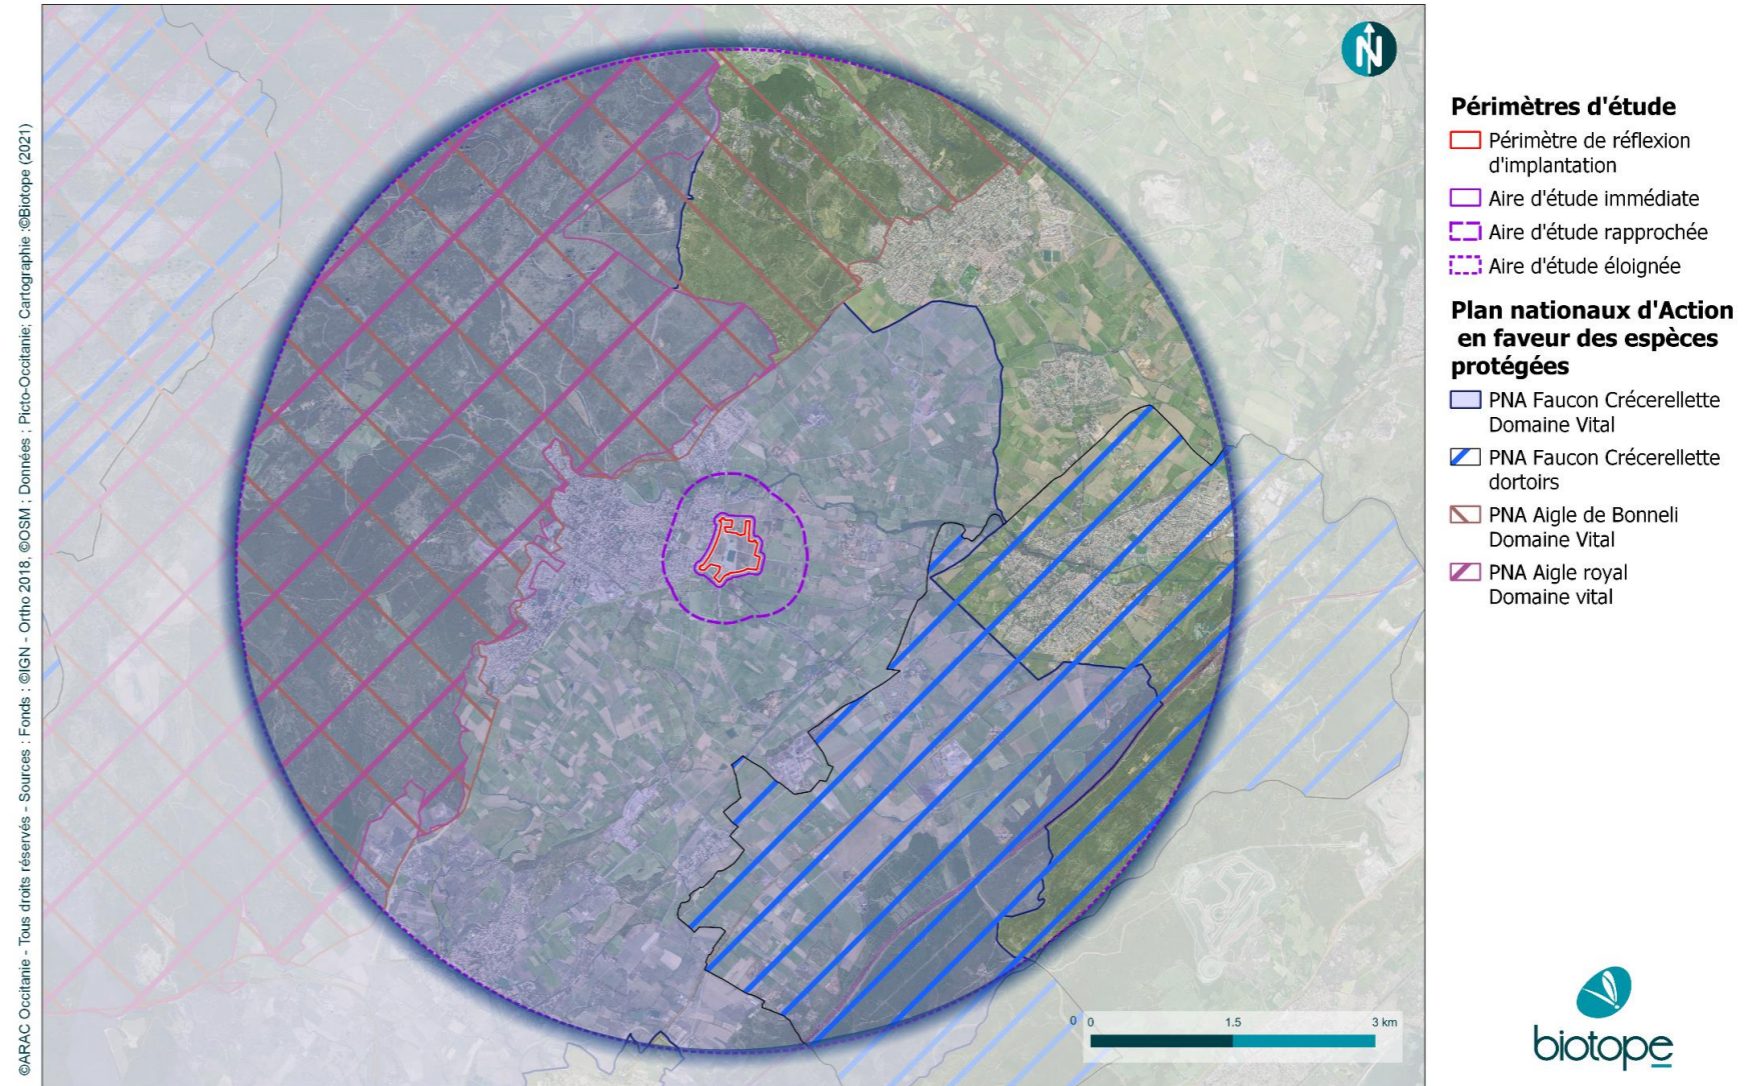 ©ARAC Occitanie - Tous droits réservés - Sources : Fonds : ©IGN - Ortho 2018, ©OSM ; Données ; Picto-Occitanie; Cartographie :©Biotope (2021)
N
Périmètres d'étude
Périmètre de réflexion
d'implantation
Aire d'étude immédiate
Aire d'étude rapprochée
Aire d'étude éloignée
Plan nationaux d'Action
en faveur des espèces
protégées
PNA Faucon Crécerellette
Domaine Vital
PNA Faucon Crécerellette
dortoirs
PNA Aigle de Bonneli
Domaine Vital
PNA Aigle royal
Domaine vital
0 0 1.5 3 km
biotope